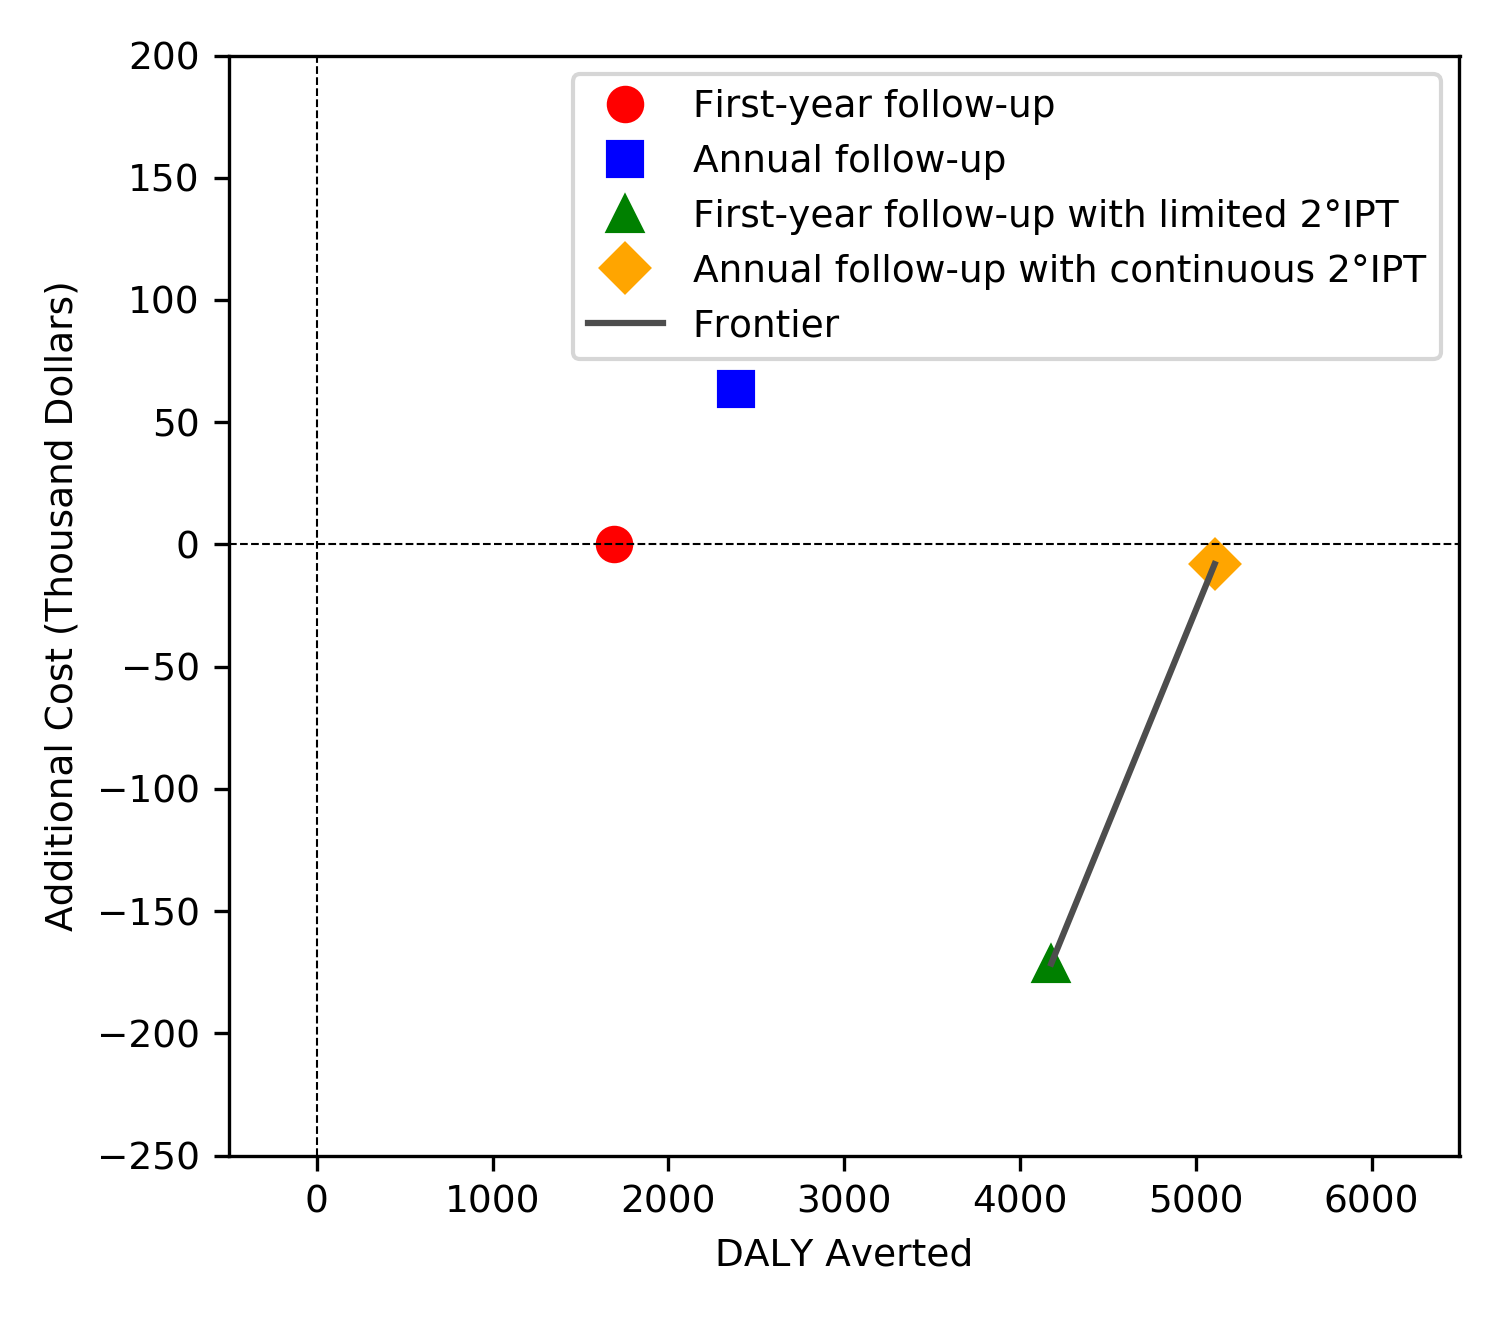 200
150
100
50
0
−50
−100
−150
−200
−250
Additional Cost (Thousand Dollars)
First-year follow-up
Annual follow-up
First-year follow-up with limited 2°IPT
Annual follow-up with continuous 2°IPT
Frontier
0 1000 2000 3000 4000 5000 6000
DALY Averted